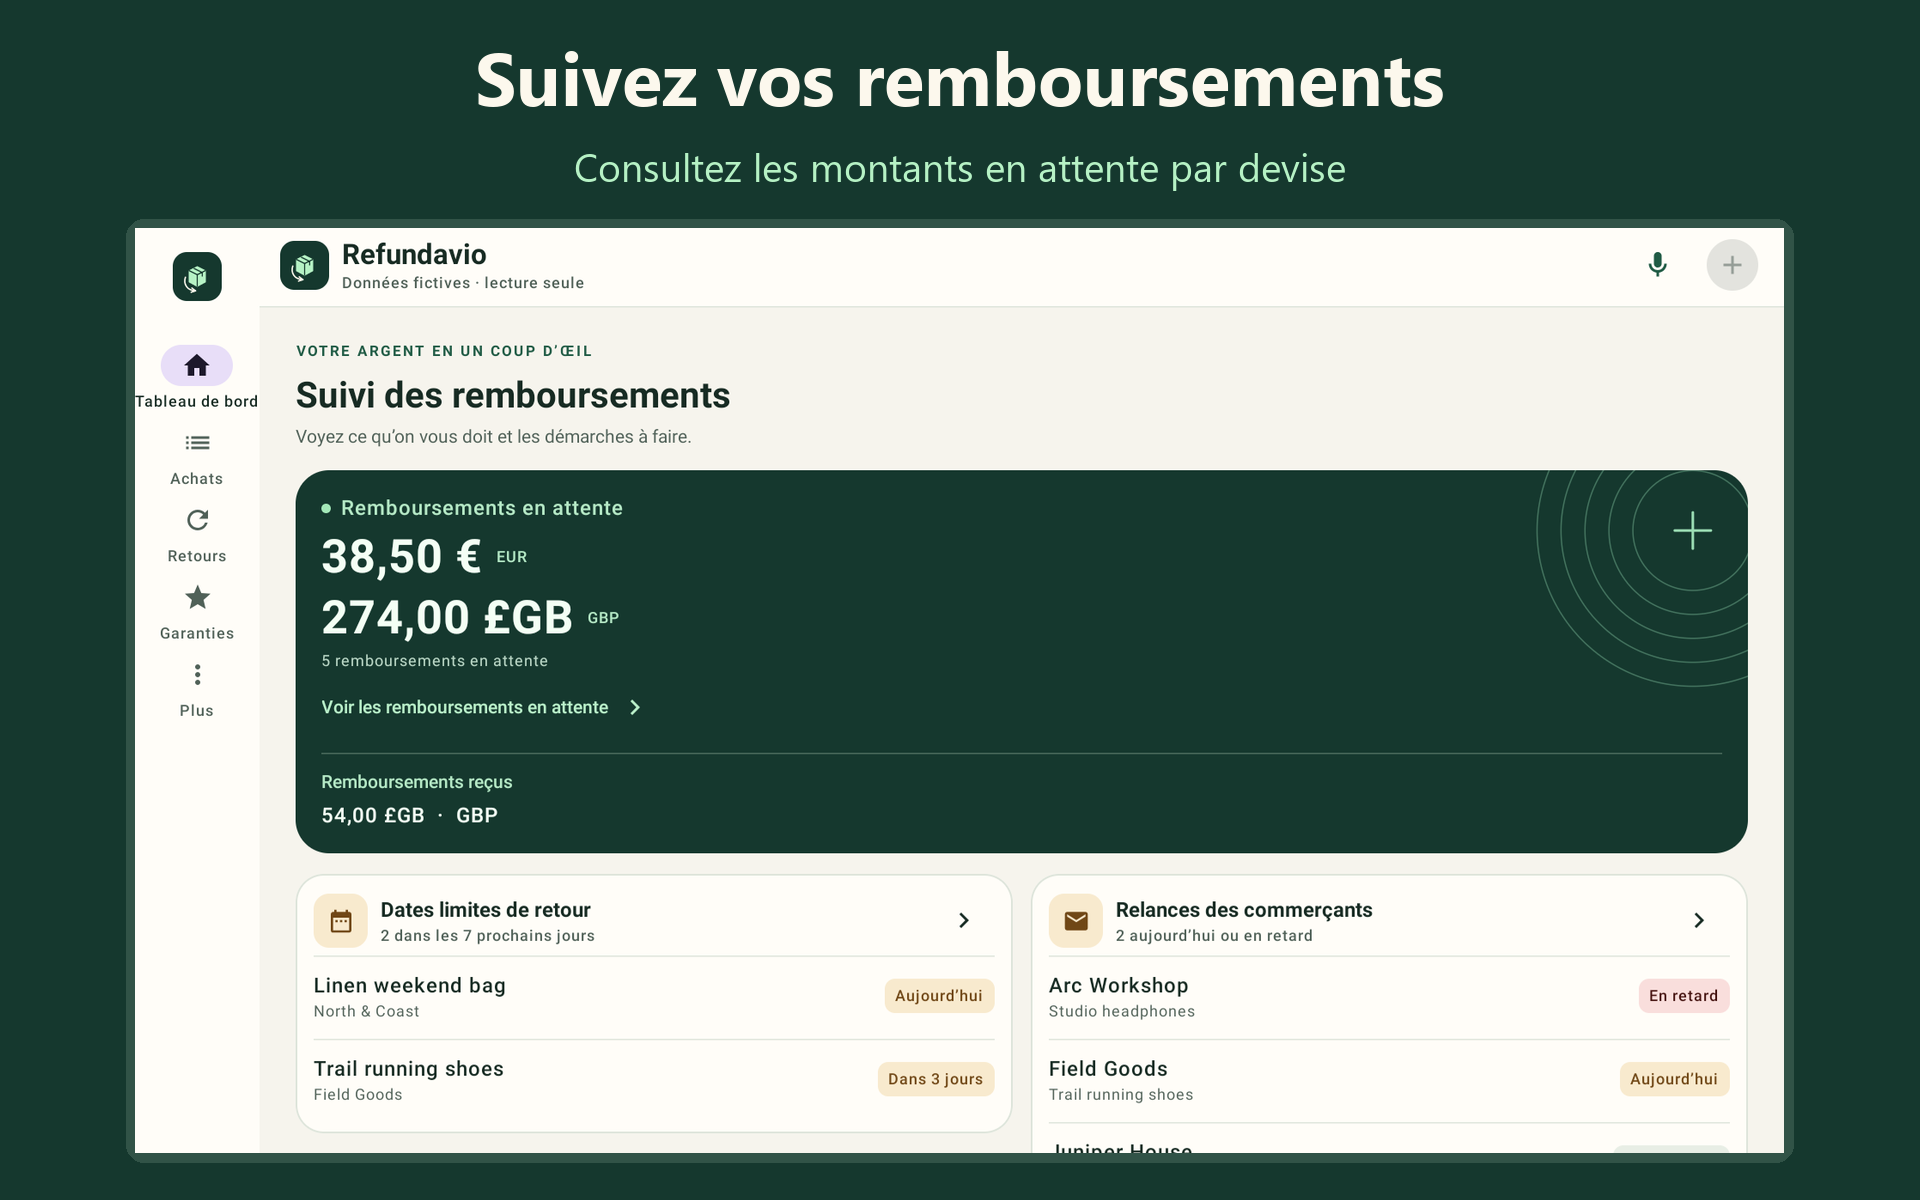 Suivez vos remboursements
Consultez les montants en attente par devise
Refundavio
Données fictives · lecture seule
Tableau de bord
Achats
Retours
Garanties
Plus
VOTRE ARGENT EN UN COUP D’ŒIL
Suivi des remboursements
Voyez ce qu’on vous doit et les démarches à faire.
Remboursements en attente
38,50 € EUR
274,00 £GB GBP
5 remboursements en attente
Voir les remboursements en attente
Remboursements reçus
54,00 £GB · GBP
Dates limites de retour
2 dans les 7 prochains jours
Linen weekend bag
North & Coast
Aujourd’hui
Trail running shoes
Field Goods
Dans 3 jours
Relances des commerçants
2 aujourd’hui ou en retard
Arc Workshop
Studio headphones
En retard
Field Goods
Trail running shoes
Aujourd’hui
Juniper House